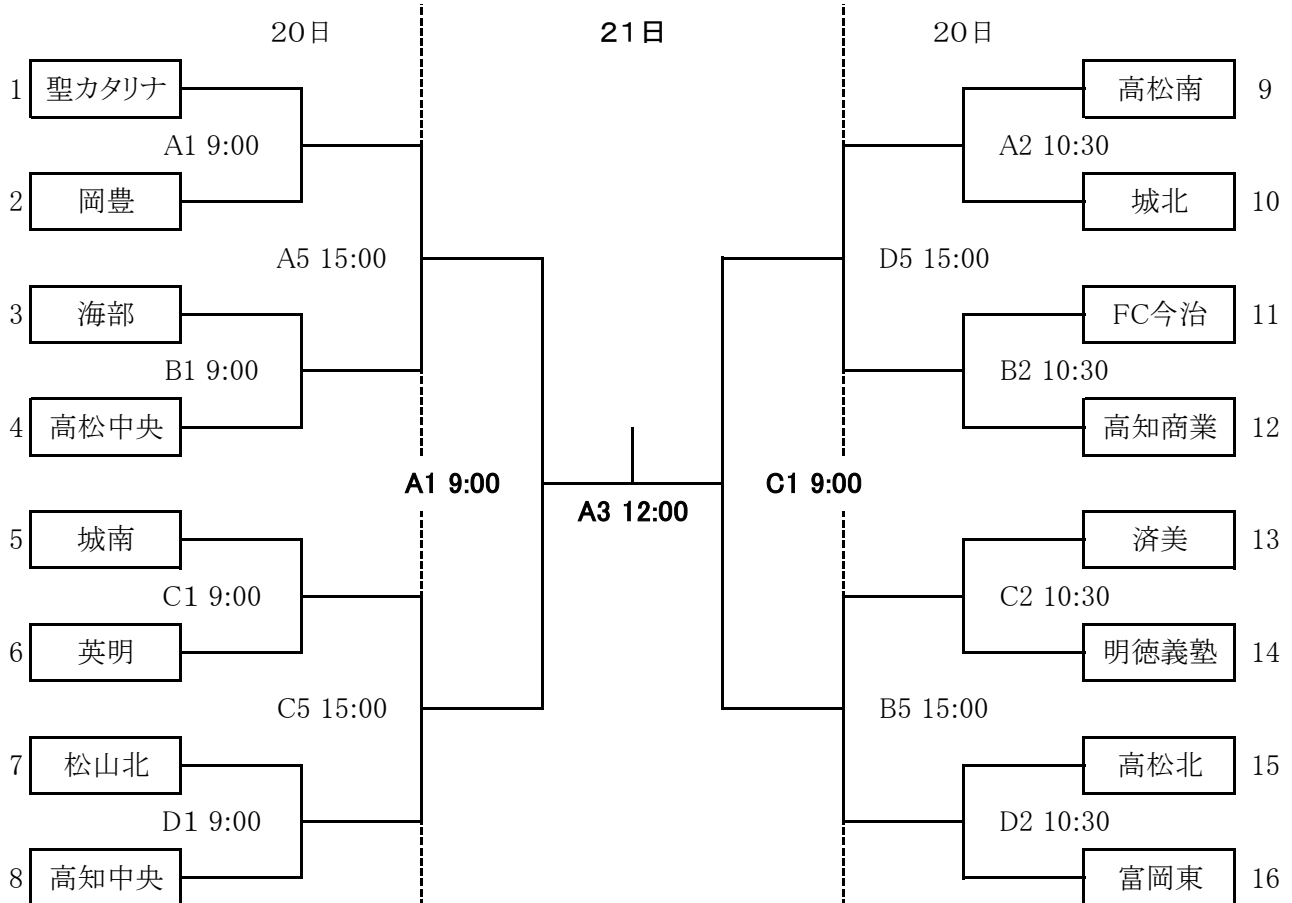 20日 21日 20日
1 聖カタリナ 高松南 9
A1 9:00 A2 10:30
2 岡豊 城北 10
A5 15:00 D5 15:00
3 海部 FC今治 11
B1 9:00 B2 10:30
4 高松中央 高知商業 12
A1 9:00 C1 9:00
A3 12:00
5 城南 済美 13
C1 9:00 C2 10:30
6 英明 明徳義塾 14
C5 15:00 B5 15:00
7 松山北 高松北 15
D1 9:00 D2 10:30
8 高知中央 富岡東 16